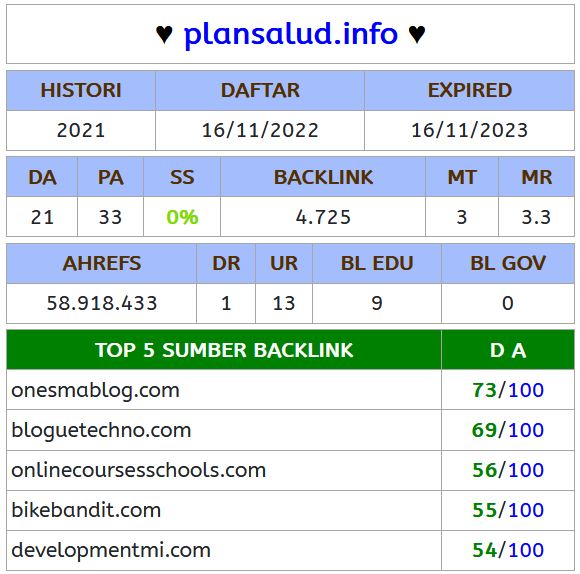 ♥ plansalud.info ♥
HISTORI DAFTAR EXPIRED
2021 16/11/2022 16/11/2023
DA PA SS BACKLINK MT MR
21 33 0% 4.725 3 3.3
AHREFS DR UR BL EDU BL GOV
58.918.433 1 13 9 0
TOP 5 SUMBER BACKLINK D A
onesmablog.com 73/100
bloguetechno.com 69/100
onlinecoursesschools.com 56/100
bikebandit.com 55/100
developmentmi.com 54/100